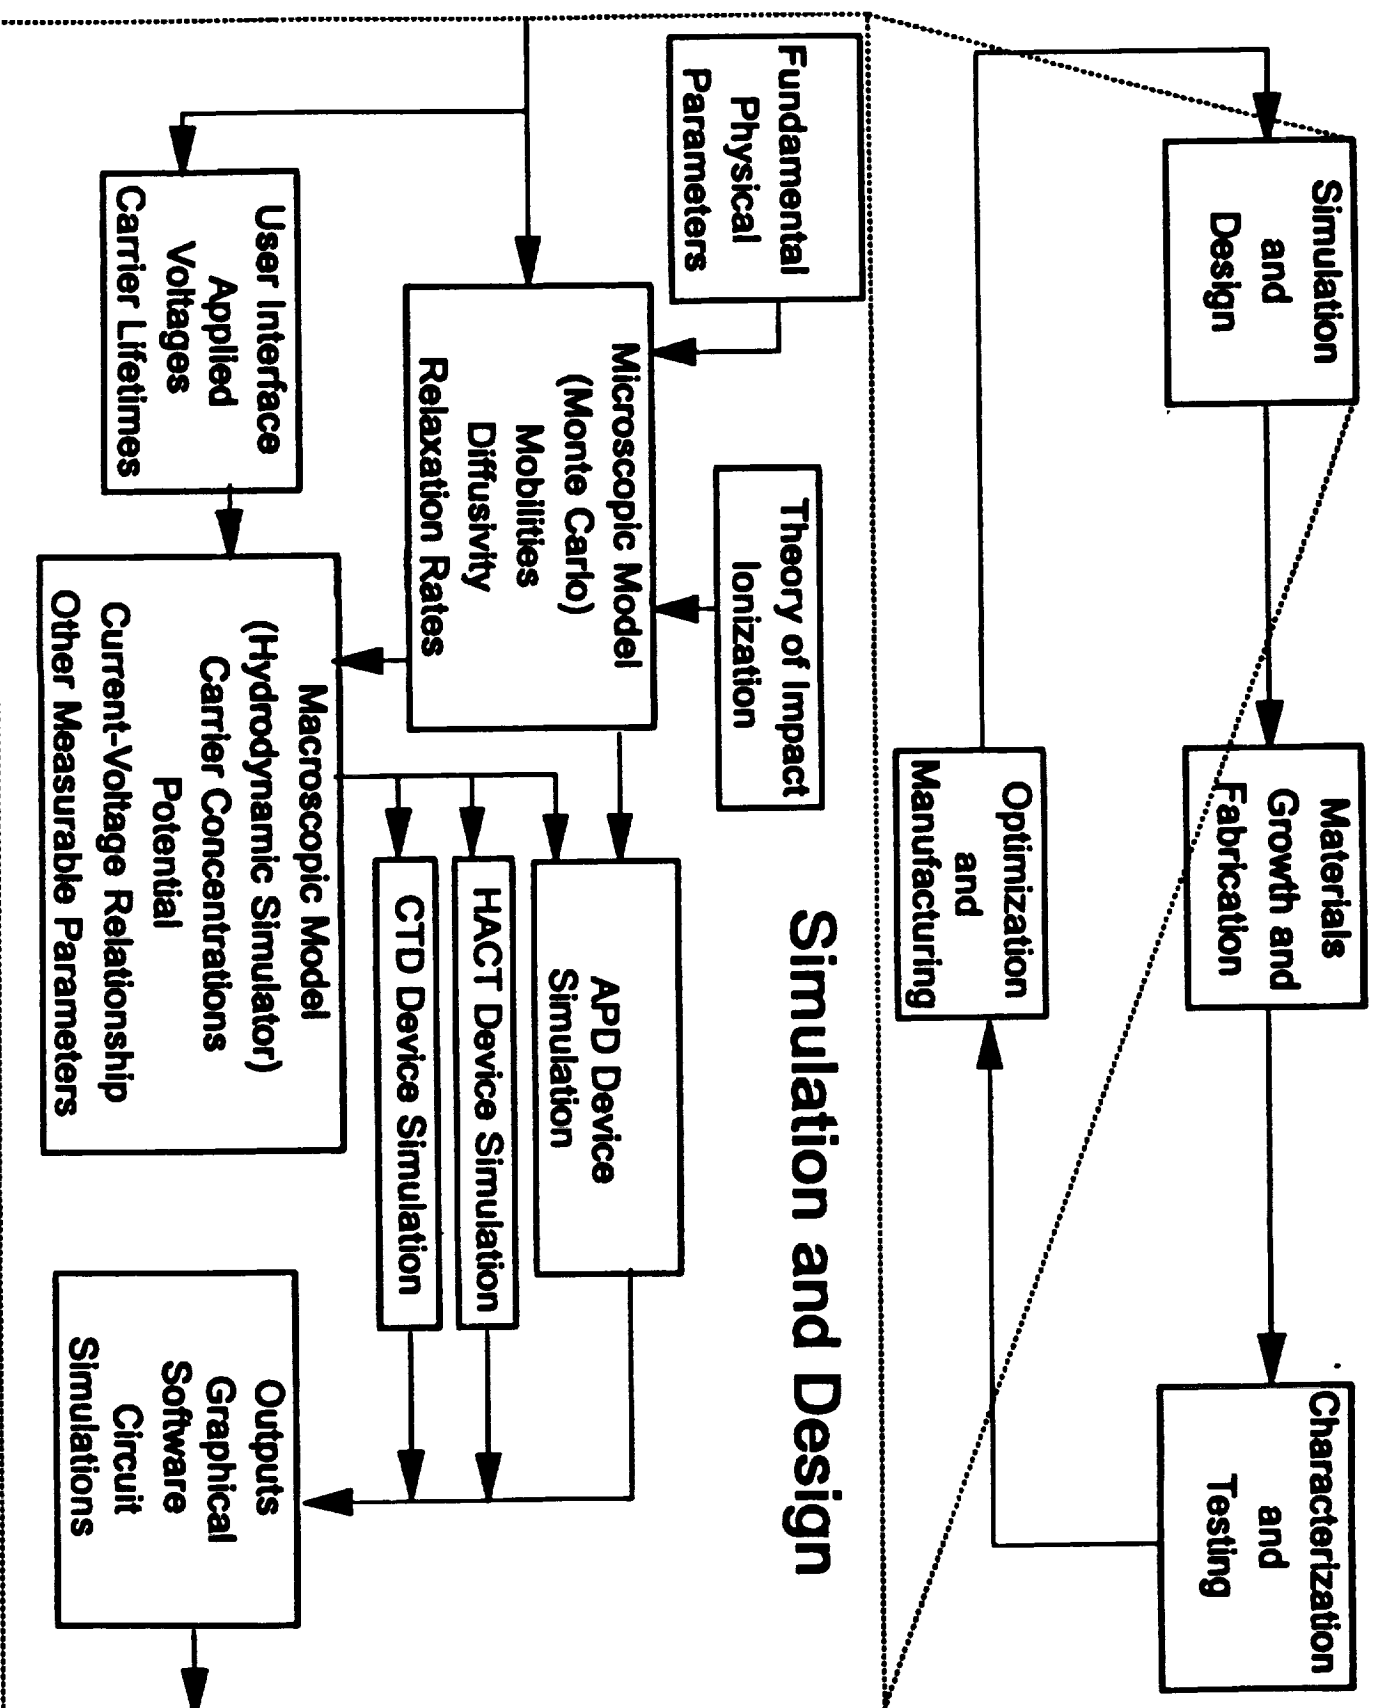 Simulation
and
Design
Materials
Growth and
Fabrication
Characterization
and
Testing
Optimization
and
Manufacturing
Simulation and Design
Fundamental
Physical
Parameters
Theory of Impact
Ionization
Microscopic Model
(Monte Carlo)
Mobilities
Diffusivity
Relaxation Rates
APD Device
Simulation
HACT Device Simulation
CTD Device Simulation
User Interface
Applied
Voltages
Carrier Lifetimes
Macroscopic Model
(Hydrodynamic Simulator)
Carrier Concentrations
Potential
Current-Voltage Relationship
Other Measurable Parameters
Outputs
Graphical
Software
Circuit
Simulations